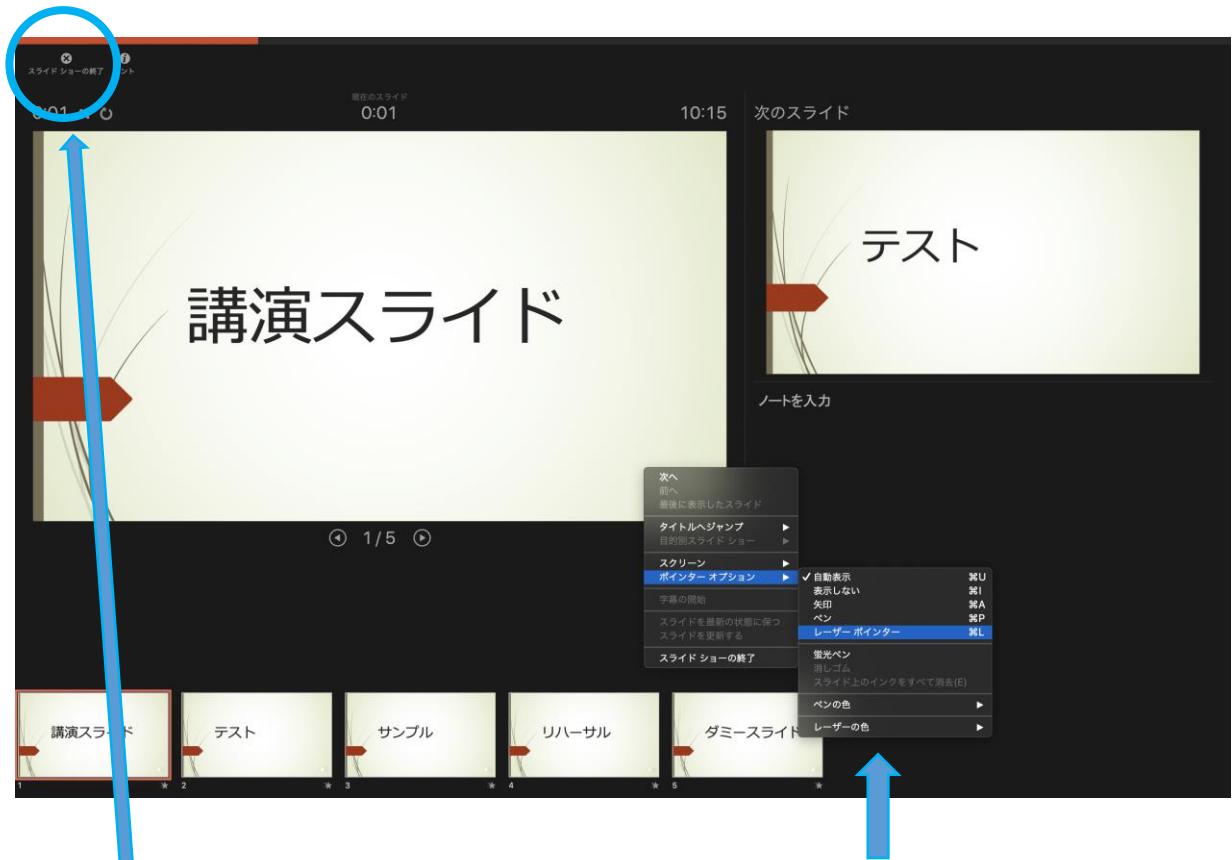 スライド ショーの終了
ント
0:01
現在のスライド
0:01
10:15
講演スライド
1/5
次のスライド
テスト
ノートを入力
次へ
前へ
最後に表示したスライド
タイトルへジャンプ
目的別スライド ショー
スクリーン
ポインター オプション
字幕の開始
スライドを最新の状態に保つ
スライドを更新する
スライド ショーの終了
自動表示 ⌘U
表示しない ⌘I
矢印 ⌘A
ペン ⌘P
レーザー ポインター ⌘L
蛍光ペン
消しゴム
スライド上のインクをすべて消去(E)
ペンの色
レーザーの色
講演スライド
テスト
サンプル
リハーサル
ダミースライド
1
2
3
4
5